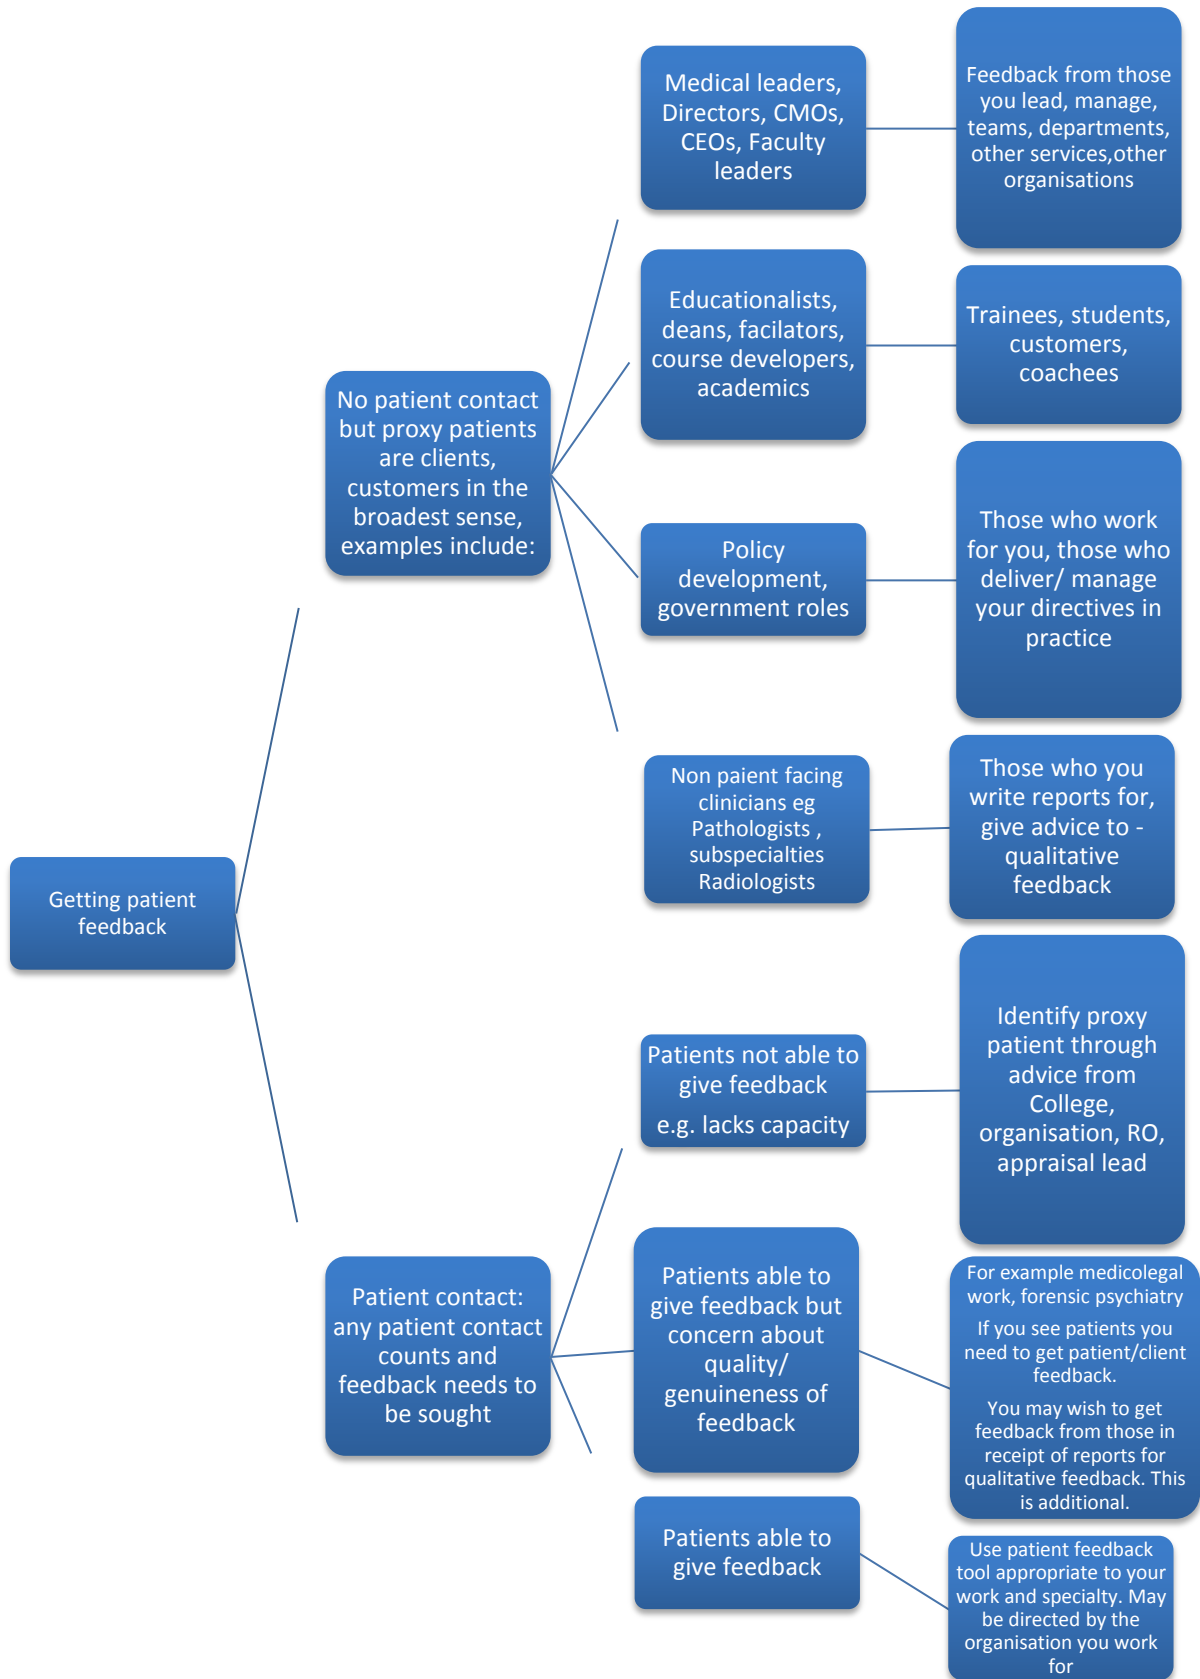 Getting patient
feedback
No patient contact
but proxy patients
are clients,
customers in the
broadest sense,
examples include:
Medical leaders,
Directors, CMOs,
CEOs, Faculty
leaders
Feedback from those
you lead, manage,
teams, departments,
other services,other
organisations
Educationalists,
deans, facilators,
course developers,
academics
Trainees, students,
customers,
coachees
Policy
development,
government roles
Those who work
for you, those who
deliver/ manage
your directives in
practice
Non paient facing
clinicians eg
Pathologists ,
subspecialties
Radiologists
Those who you
write reports for,
give advice to -
qualitative
feedback
Patient contact:
any patient contact
counts and
feedback needs to
be sought
Patients not able to
give feedback
e.g. lacks capacity
Identify proxy
patient through
advice from
College,
organisation, RO,
appraisal lead
Patients able to
give feedback but
concern about
quality/
genuineness of
feedback
For example medicolegal
work, forensic psychiatry
If you see patients you
need to get patient/client
feedback.
You may wish to get
feedback from those in
receipt of reports for
qualitative feedback. This
is additional.
Patients able to
give feedback
Use patient feedback
tool appropriate to your
work and specialty. May
be directed by the
organisation you work
for